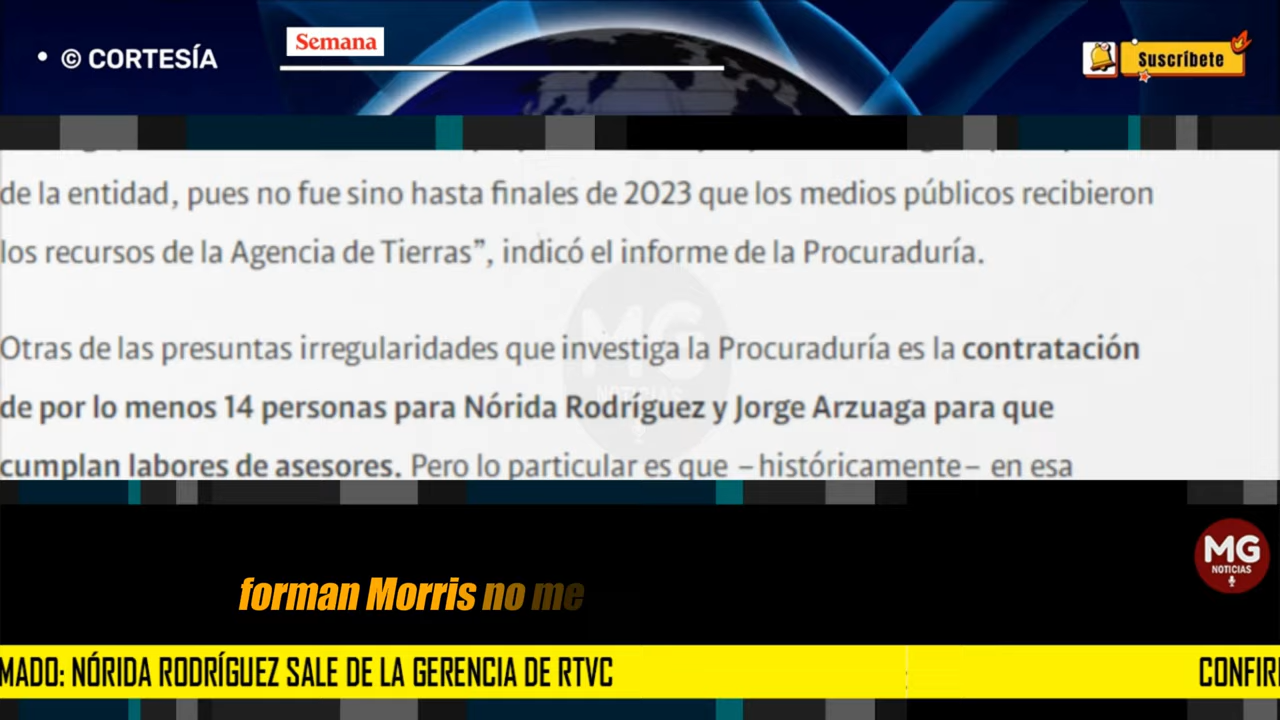 • © CORTESÍA
Semana
Suscríbete
de la entidad, pues no fue sino hasta finales de 2023 que los medios públicos recibieron
los recursos de la Agencia de Tierras”, indicó el informe de la Procuraduría.
Otras de las presuntas irregularidades que investiga la Procuraduría es la contratación
de por lo menos 14 personas para Nórida Rodríguez y Jorge Arzuaga para que
cumplan labores de asesores. Pero lo particular es que –históricamente– en esa
MG
NOTICIAS
MG
NOTICIAS
forman Morris no me
MADO: NÓRIDA RODRÍGUEZ SALE DE LA GERENCIA DE RTVC
CONFIR